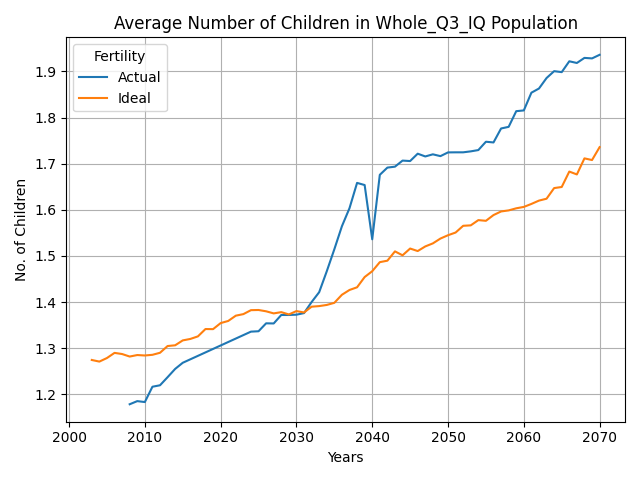 Average Number of Children in Whole_Q3_IQ Population
Fertility
Actual
Ideal
No. of Children
1.9
1.8
1.7
1.6
1.5
1.4
1.3
1.2
2000 2010 2020 2030 2040 2050 2060 2070
Years